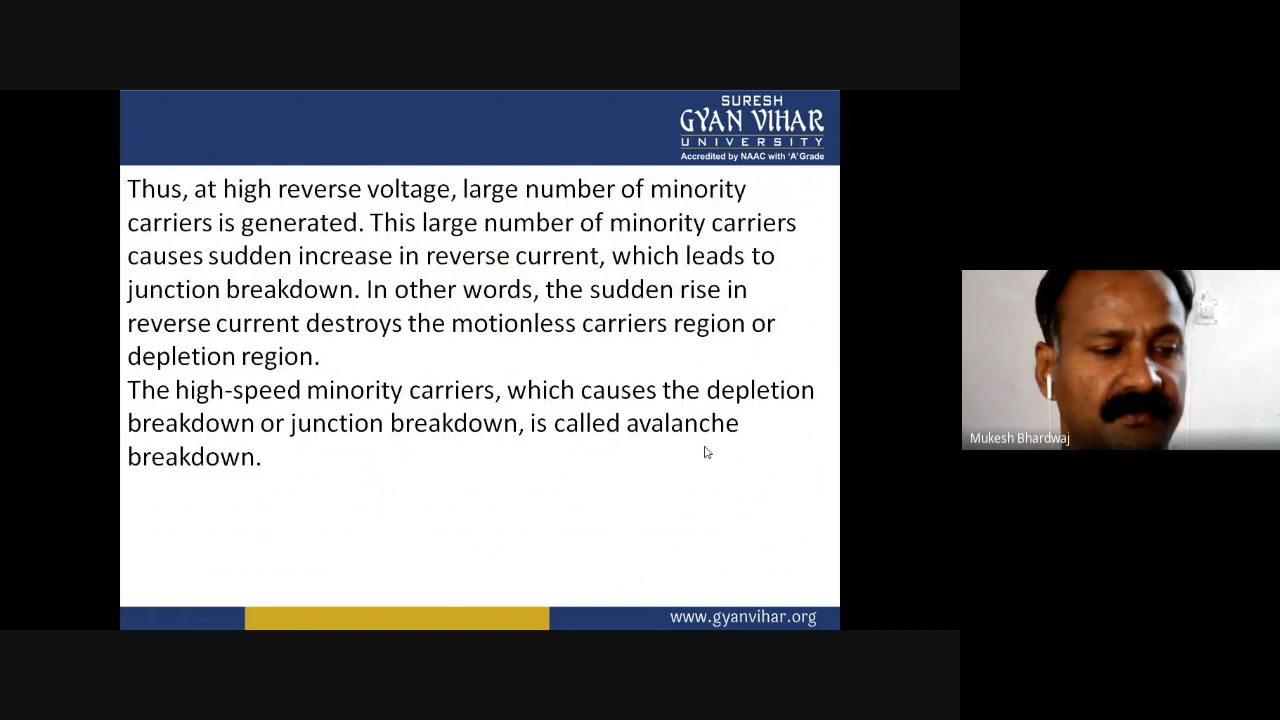 SURESH
GYAN VIHAR
UNIVERSITY
Accredited by NAAC with 'A' Grade
Thus, at high reverse voltage, large number of minority
carriers is generated. This large number of minority carriers
causes sudden increase in reverse current, which leads to
junction breakdown. In other words, the sudden rise in
reverse current destroys the motionless carriers region or
depletion region.
The high-speed minority carriers, which causes the depletion
breakdown or junction breakdown, is called avalanche
breakdown.
www.gyanvihar.org
Mukesh Bhardwaj